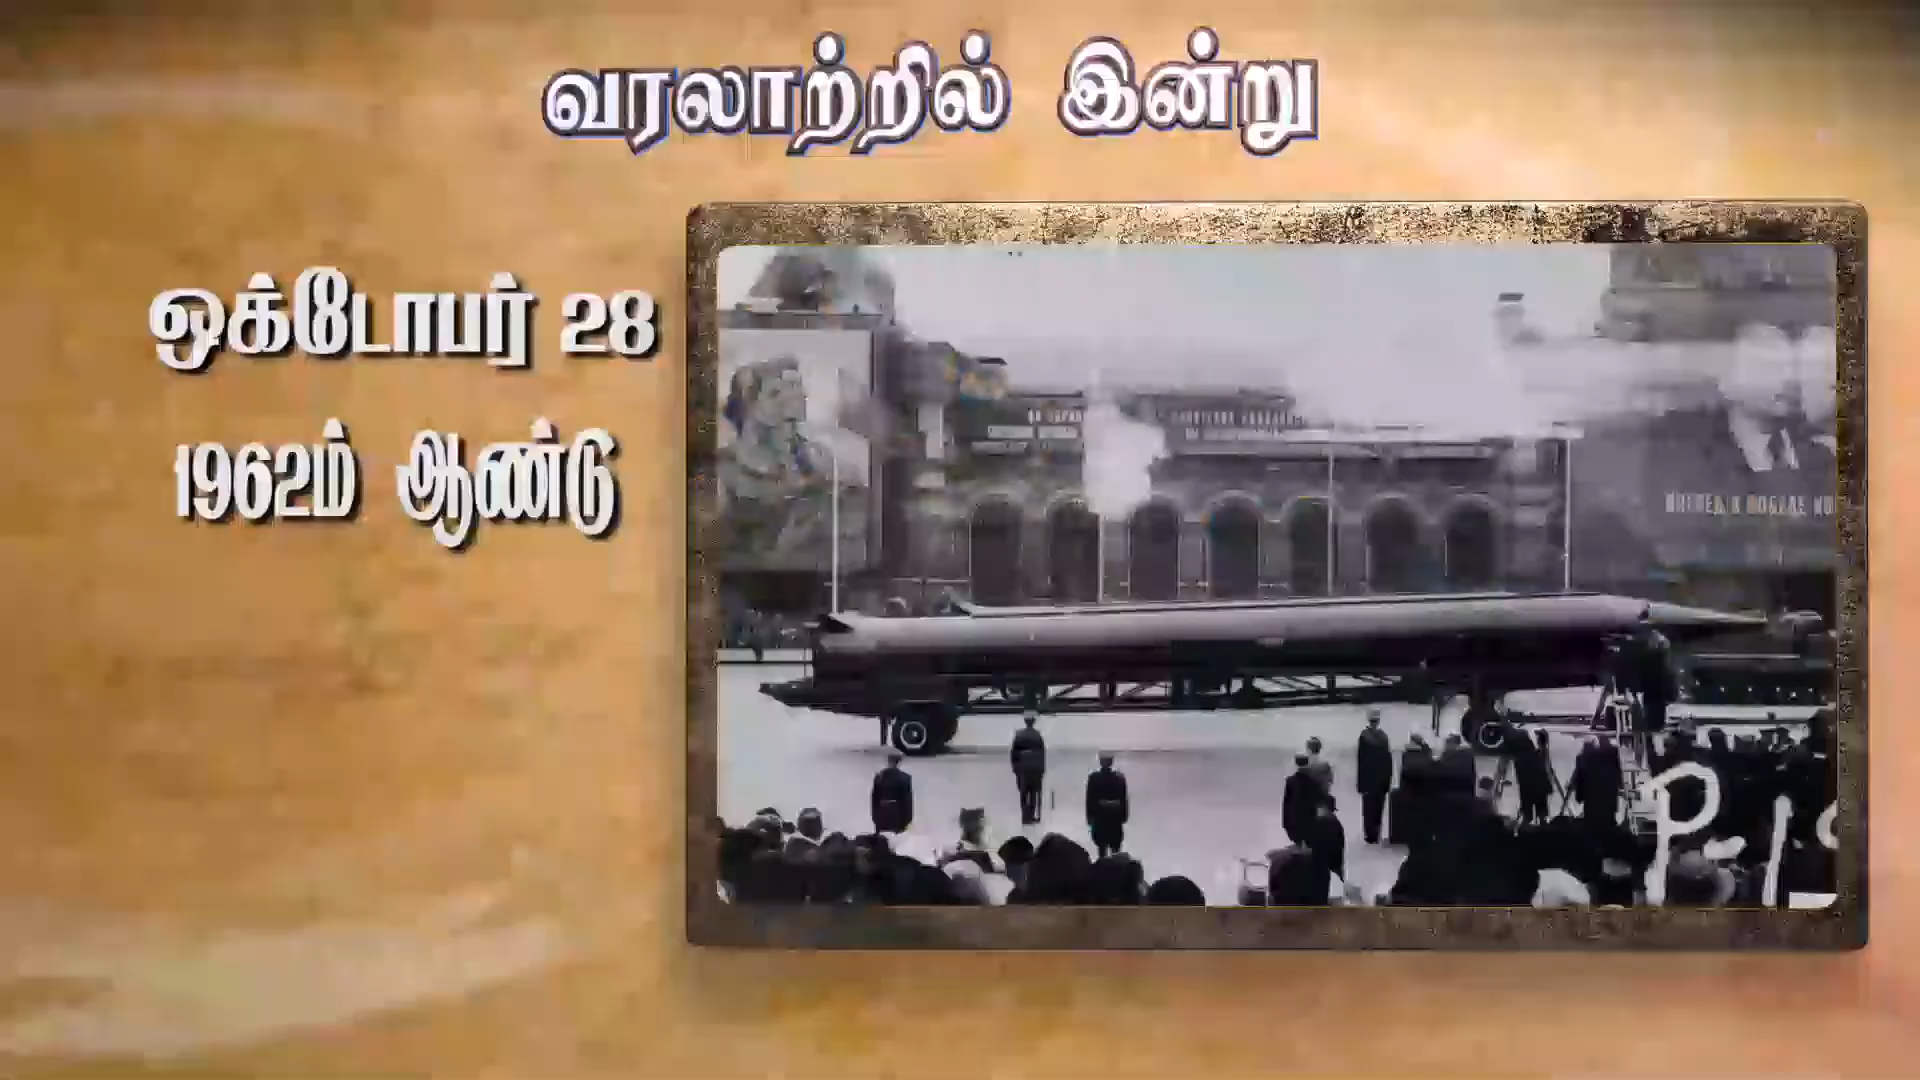 வரலாற்றில் இன்று
ஒக்டோபர் 28
1962ம் ஆண்டு